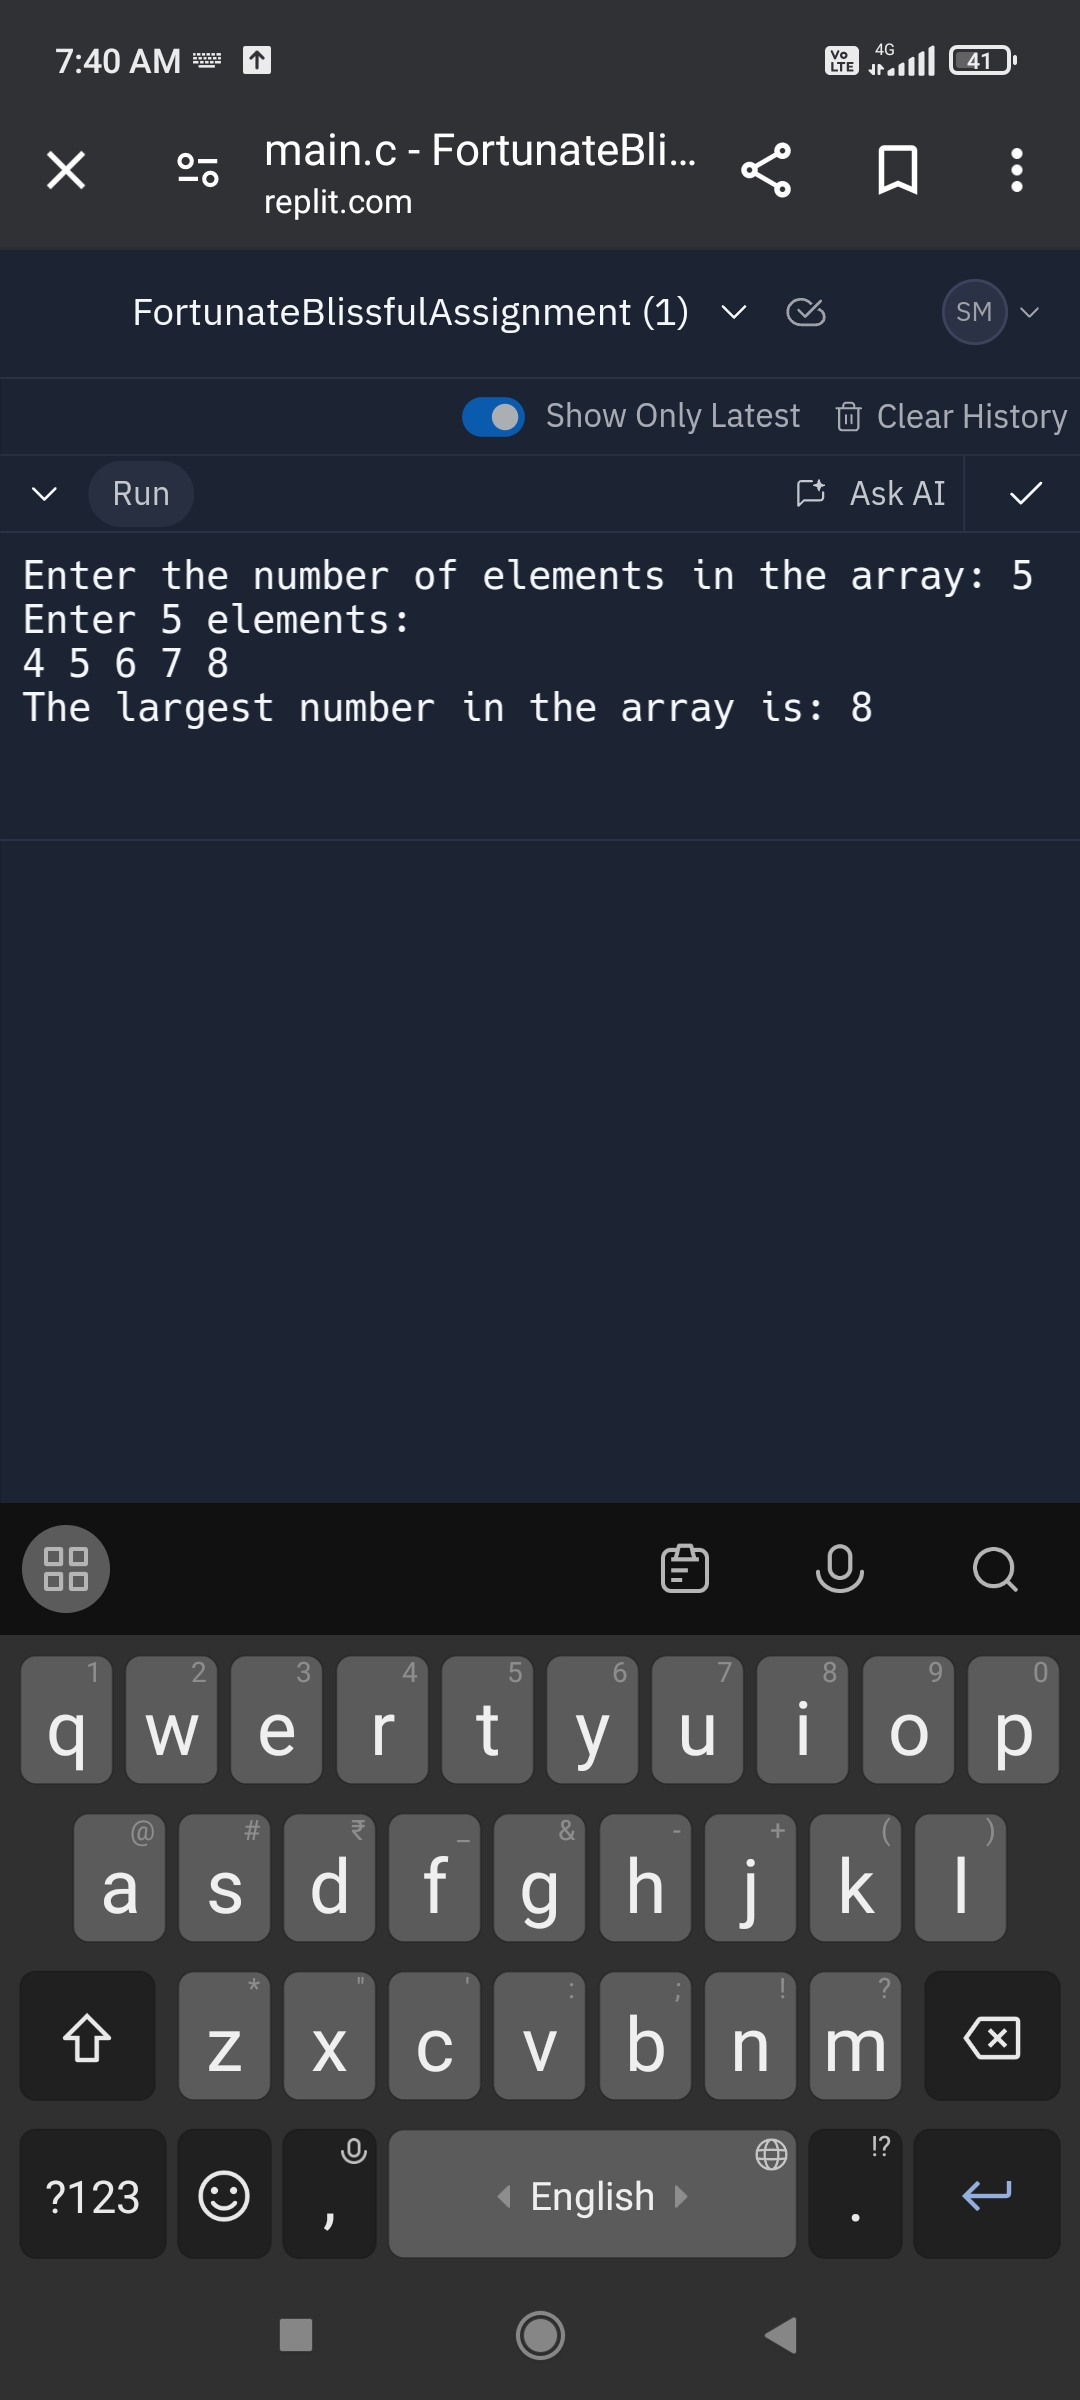 7:40 AM
Vo LTE 4G 41
main.c - FortunateBli...
replit.com
FortunateBlissfulAssignment (1)
SM
Show Only Latest Clear History
Run Ask AI
Enter the number of elements in the array: 5
Enter 5 elements:
4 5 6 7 8
The largest number in the array is: 8
1 2 3 4 5 6 7 8 9 0
q w e r t y u i o p
@ # ₹ _ & - + ( )
a s d f g h j k l
* " ' : ; ! ?
z x c v b n m
!?
?123 , English .